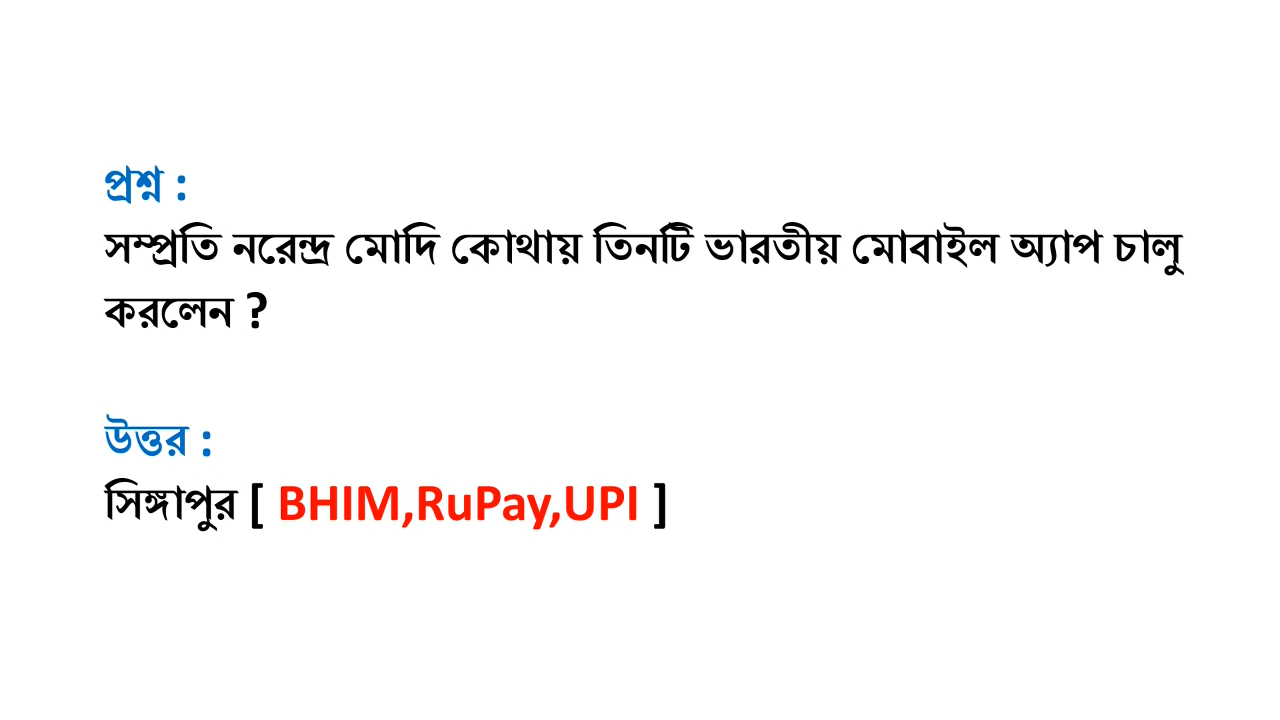 প্রশ্ন :
সম্প্রতি নরেন্দ্র মোদি কোথায় তিনটি ভারতীয় মোবাইল অ্যাপ চালু
করলেন ?
উত্তর :
সিঙ্গাপুর [ BHIM,RuPay,UPI ]